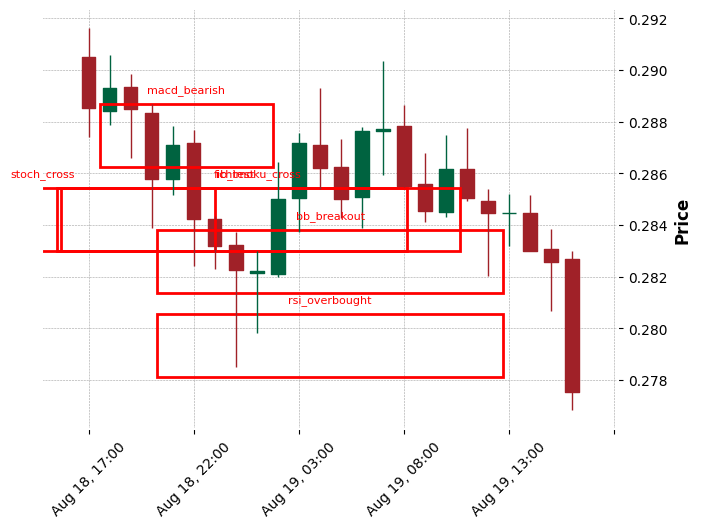 0.292
0.290
macd_bearish
0.288
stoch_cross
ichimoku_cross
0.286
bb_breakout
0.284
Price
0.282
rsi_overbought
0.280
0.278
Aug 18, 17:00
Aug 18, 22:00
Aug 19, 03:00
Aug 19, 08:00
Aug 19, 13:00